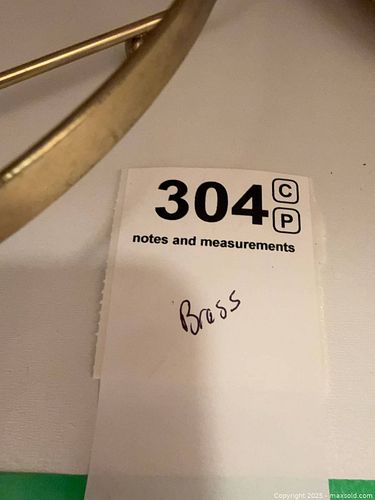 304 C
P
notes and measurements
Brass
Copyright 2025 - maxsold.com